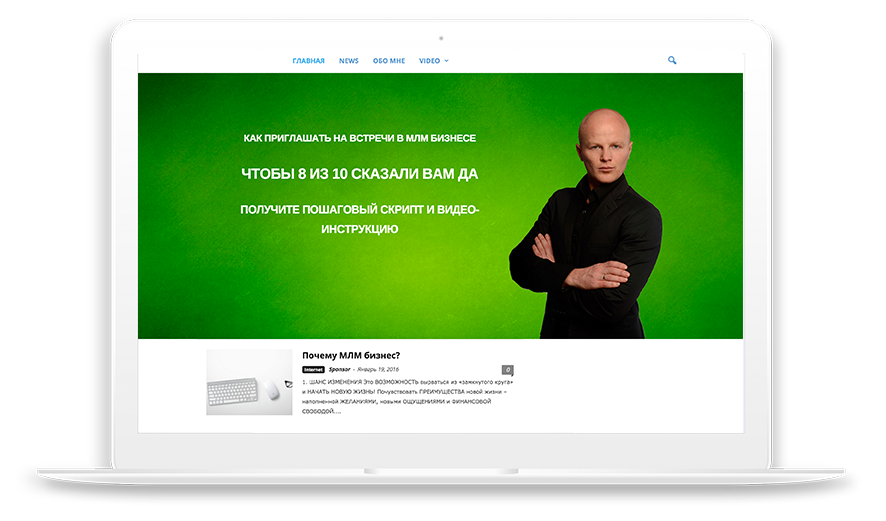 ГЛАВНАЯ NEWS ОБО МНЕ VIDEO
КАК ПРИГЛАШАТЬ НА ВСТРЕЧИ В МЛМ БИЗНЕСЕ
ЧТОБЫ 8 ИЗ 10 СКАЗАЛИ ВАМ ДА
ПОЛУЧИТЕ ПОШАГОВЫЙ СКРИПТ И ВИДЕО-
ИНСТРУКЦИЮ
Почему МЛМ бизнес?
Internet Sponsor - Январь 19, 2016 0
1. ШАНС ИЗМЕНЕНИЯ Это ВОЗМОЖНОСТЬ вырваться из «замкнутого круга»
и НАЧАТЬ НОВУЮ ЖИЗНЬ! Почувствовать ПРЕИМУЩЕСТВА новой жизни –
наполненной ЖЕЛАНИЯМИ, новыми ОЩУЩЕНИЯМИ и ФИНАНСОВОЙ
СВОБОДОЙ....